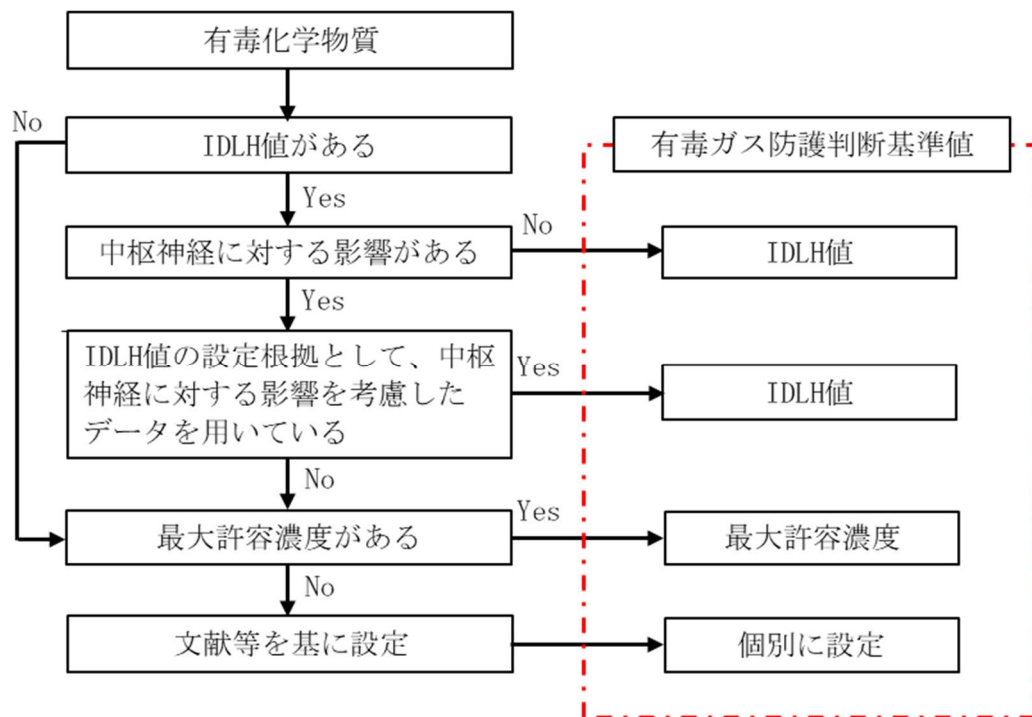 有毒化学物質
No
IDLH値がある
有毒ガス防護判断基準値
Yes
中枢神経に対する影響がある
No
IDLH値
Yes
IDLH値の設定根拠として、中枢
神経に対する影響を考慮した
データを用いている
Yes
IDLH値
No
最大許容濃度がある
Yes
最大許容濃度
No
文献等を基に設定
個別に設定